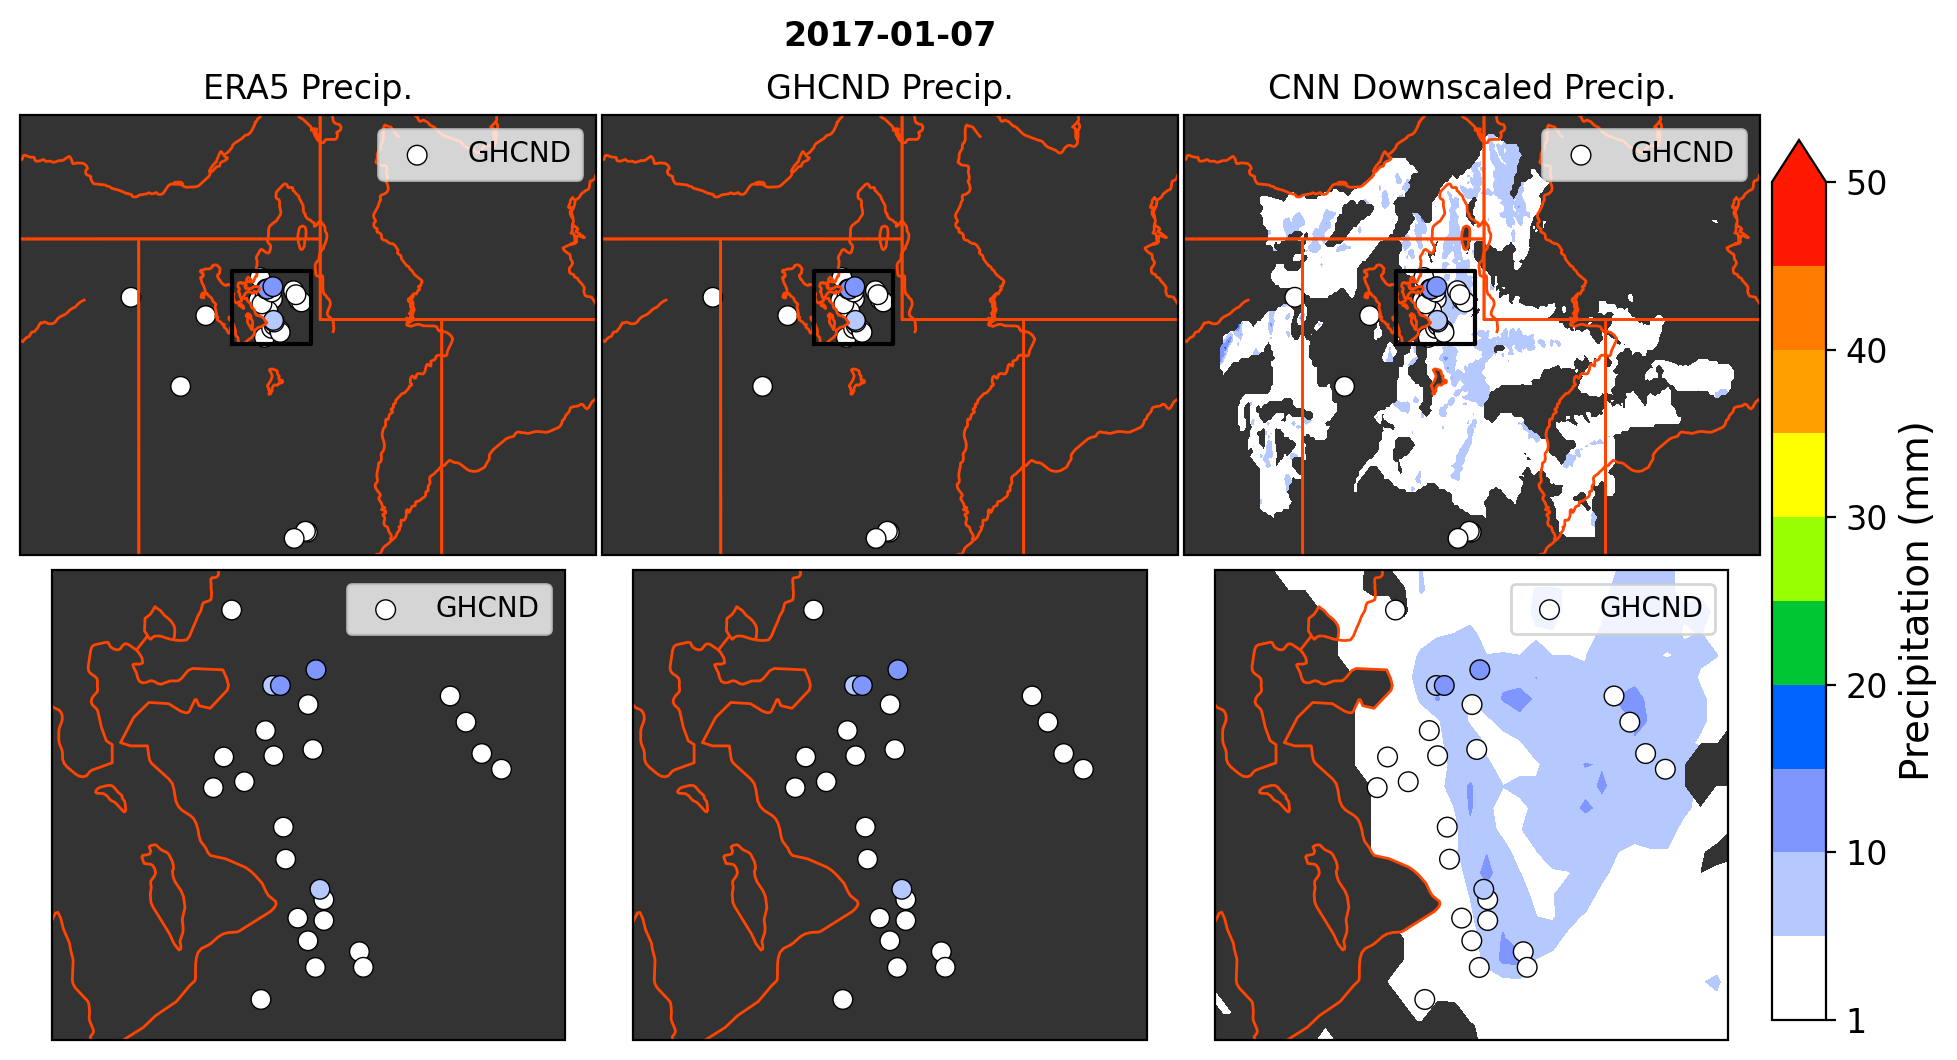 2017-01-07
ERA5 Precip.
GHCND Precip.
CNN Downscaled Precip.
GHCND
GHCND
50
40
30
20
10
1
Precipitation (mm)
GHCND
GHCND